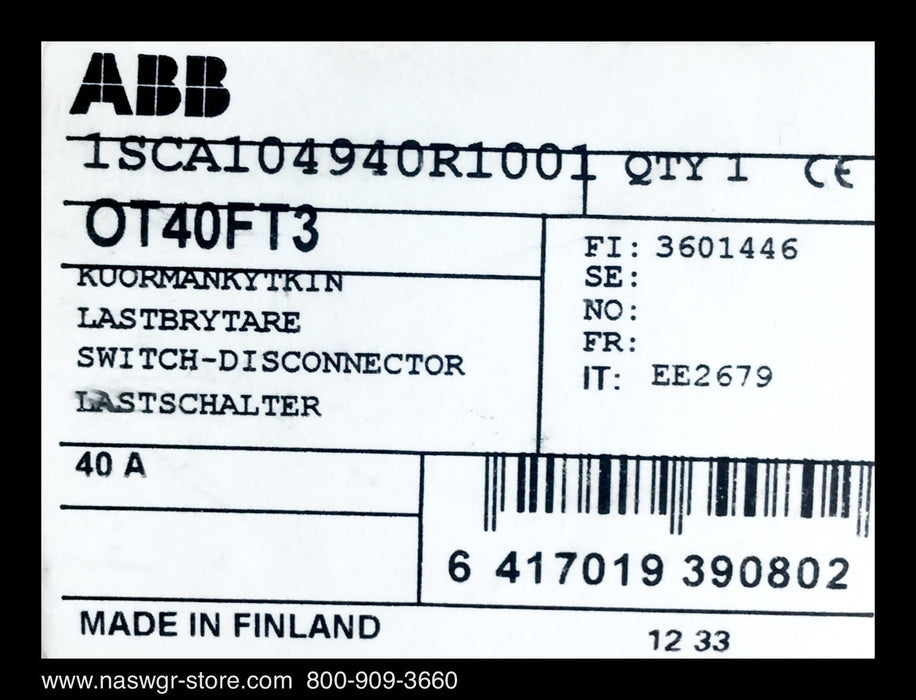 ABB
1SCA104940R1001 QTY 1 CE
OT40FT3
KUORMANKYTKIN
LASTBRYTARE
SWITCH-DISCONNECTOR
LASTSCHALTER
FI: 3601446
SE:
NO:
FR:
IT: EE2679
40 A
6 417019 390802
MADE IN FINLAND
12 33
www.naswgr-store.com 800-909-3660